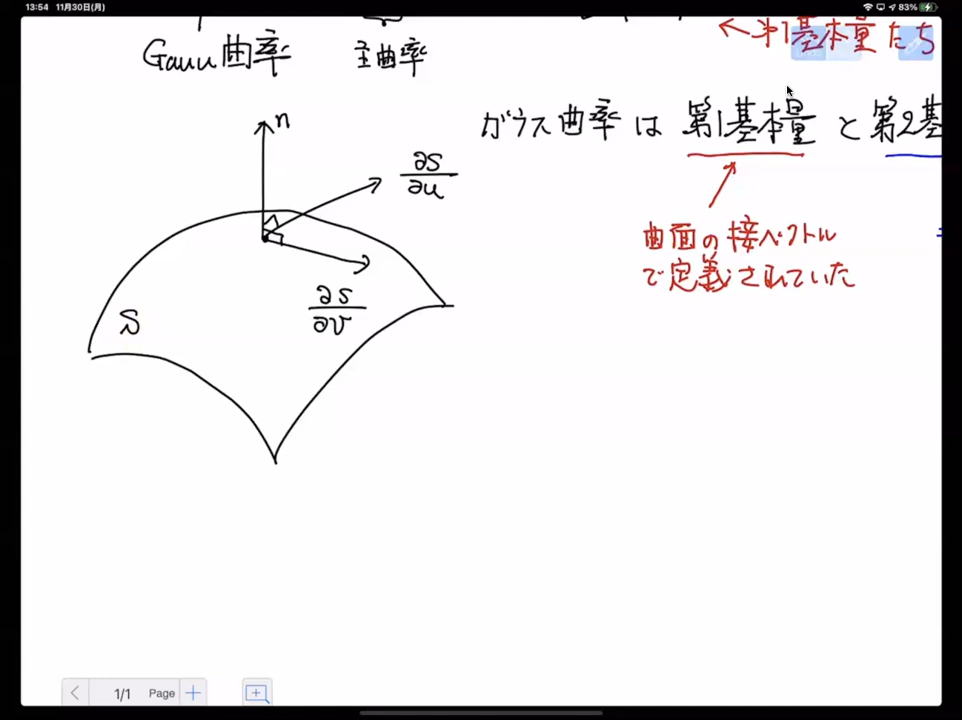 13:54 11月30日(月) 83%
←第1基本量たち
Gauss曲率 主曲率
ガウス曲率は 第1基本量 と 第2基
n
∂S
∂u
曲面の接ベクトル
で定義されていた
∂S
∂v
S
1/1 Page